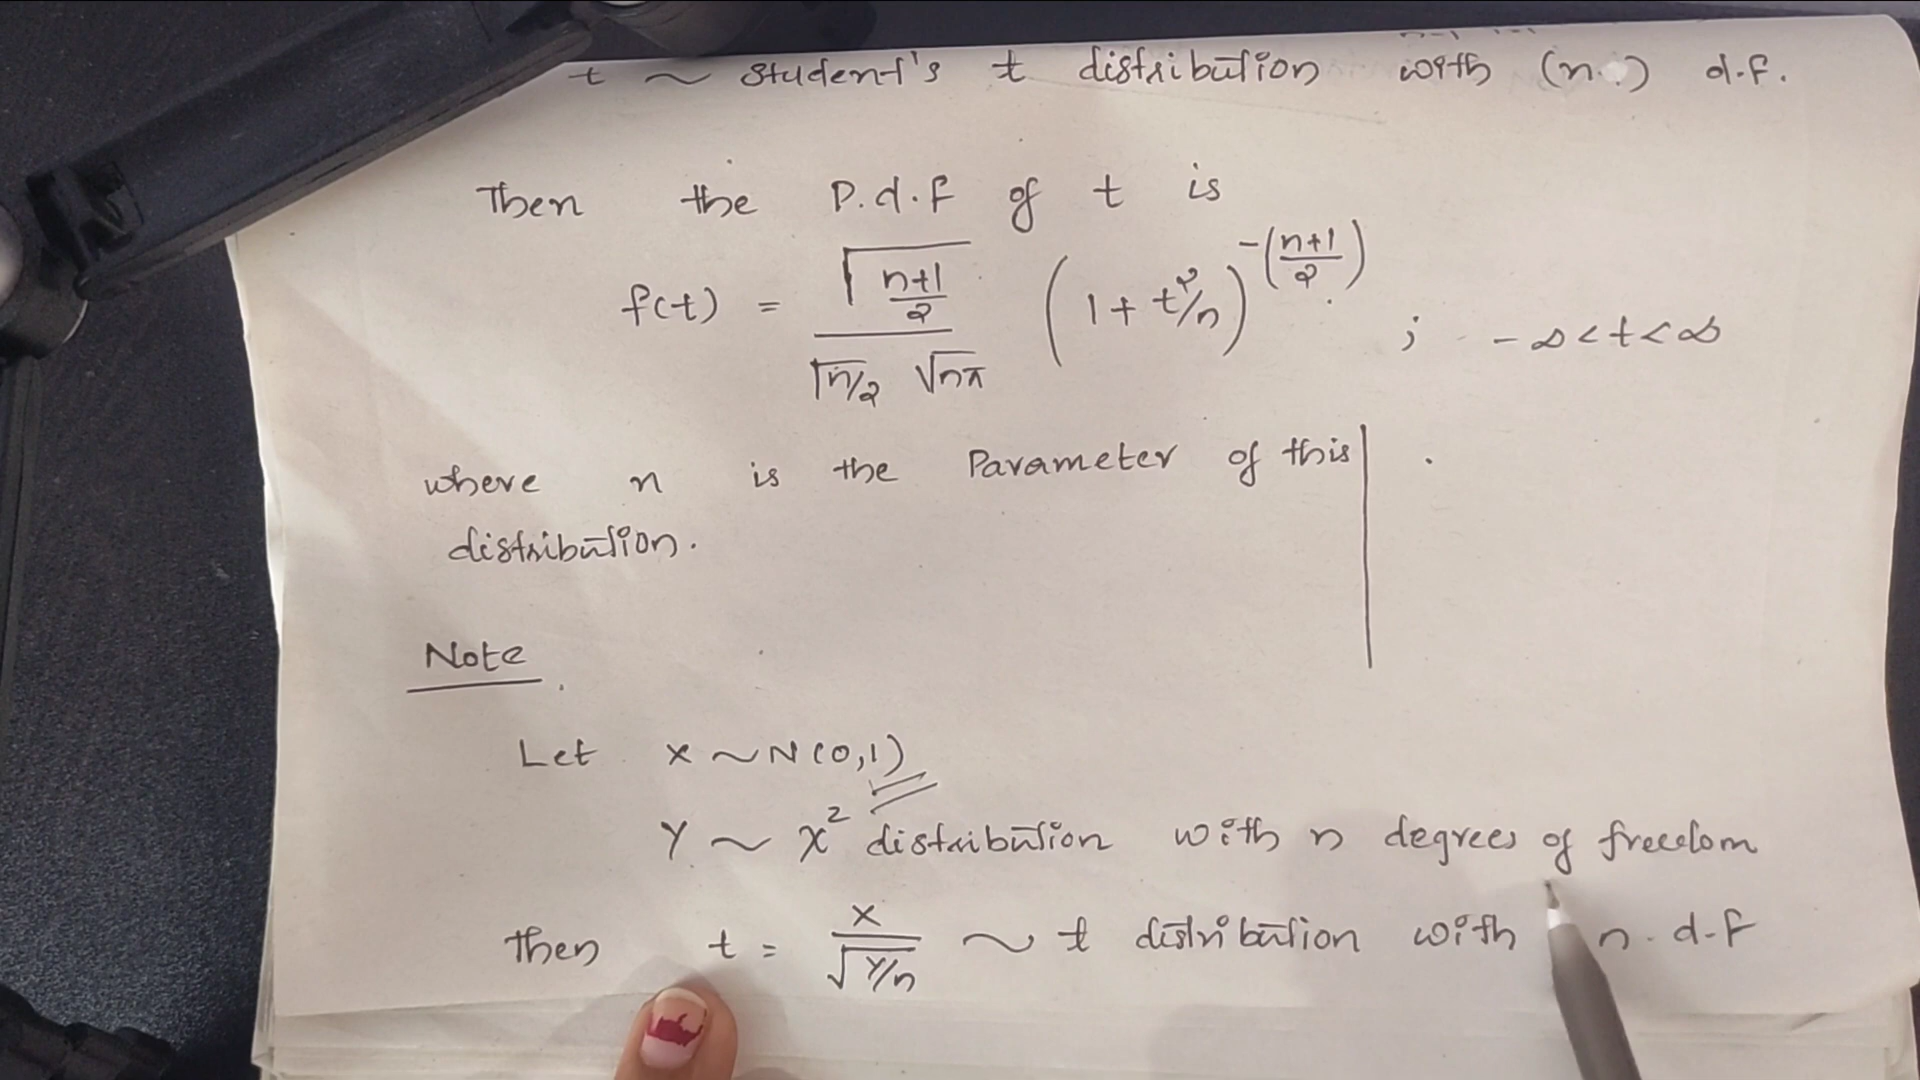 t ~ Student's t distribution with (n ) d.f.
Then the P.d.f of t is
f(t) = Γ(n+1)/2 / Γn/2 √nπ (1 + t²/n)^-(n+1/2) ; -∞ < t < ∞
where n is the Parameter of this
distribution.
Note
Let X ~ N(0,1)
Y ~ χ² distribution with n degrees of freedom
Then t = X / √Y/n ~ t distribution with n. d.f